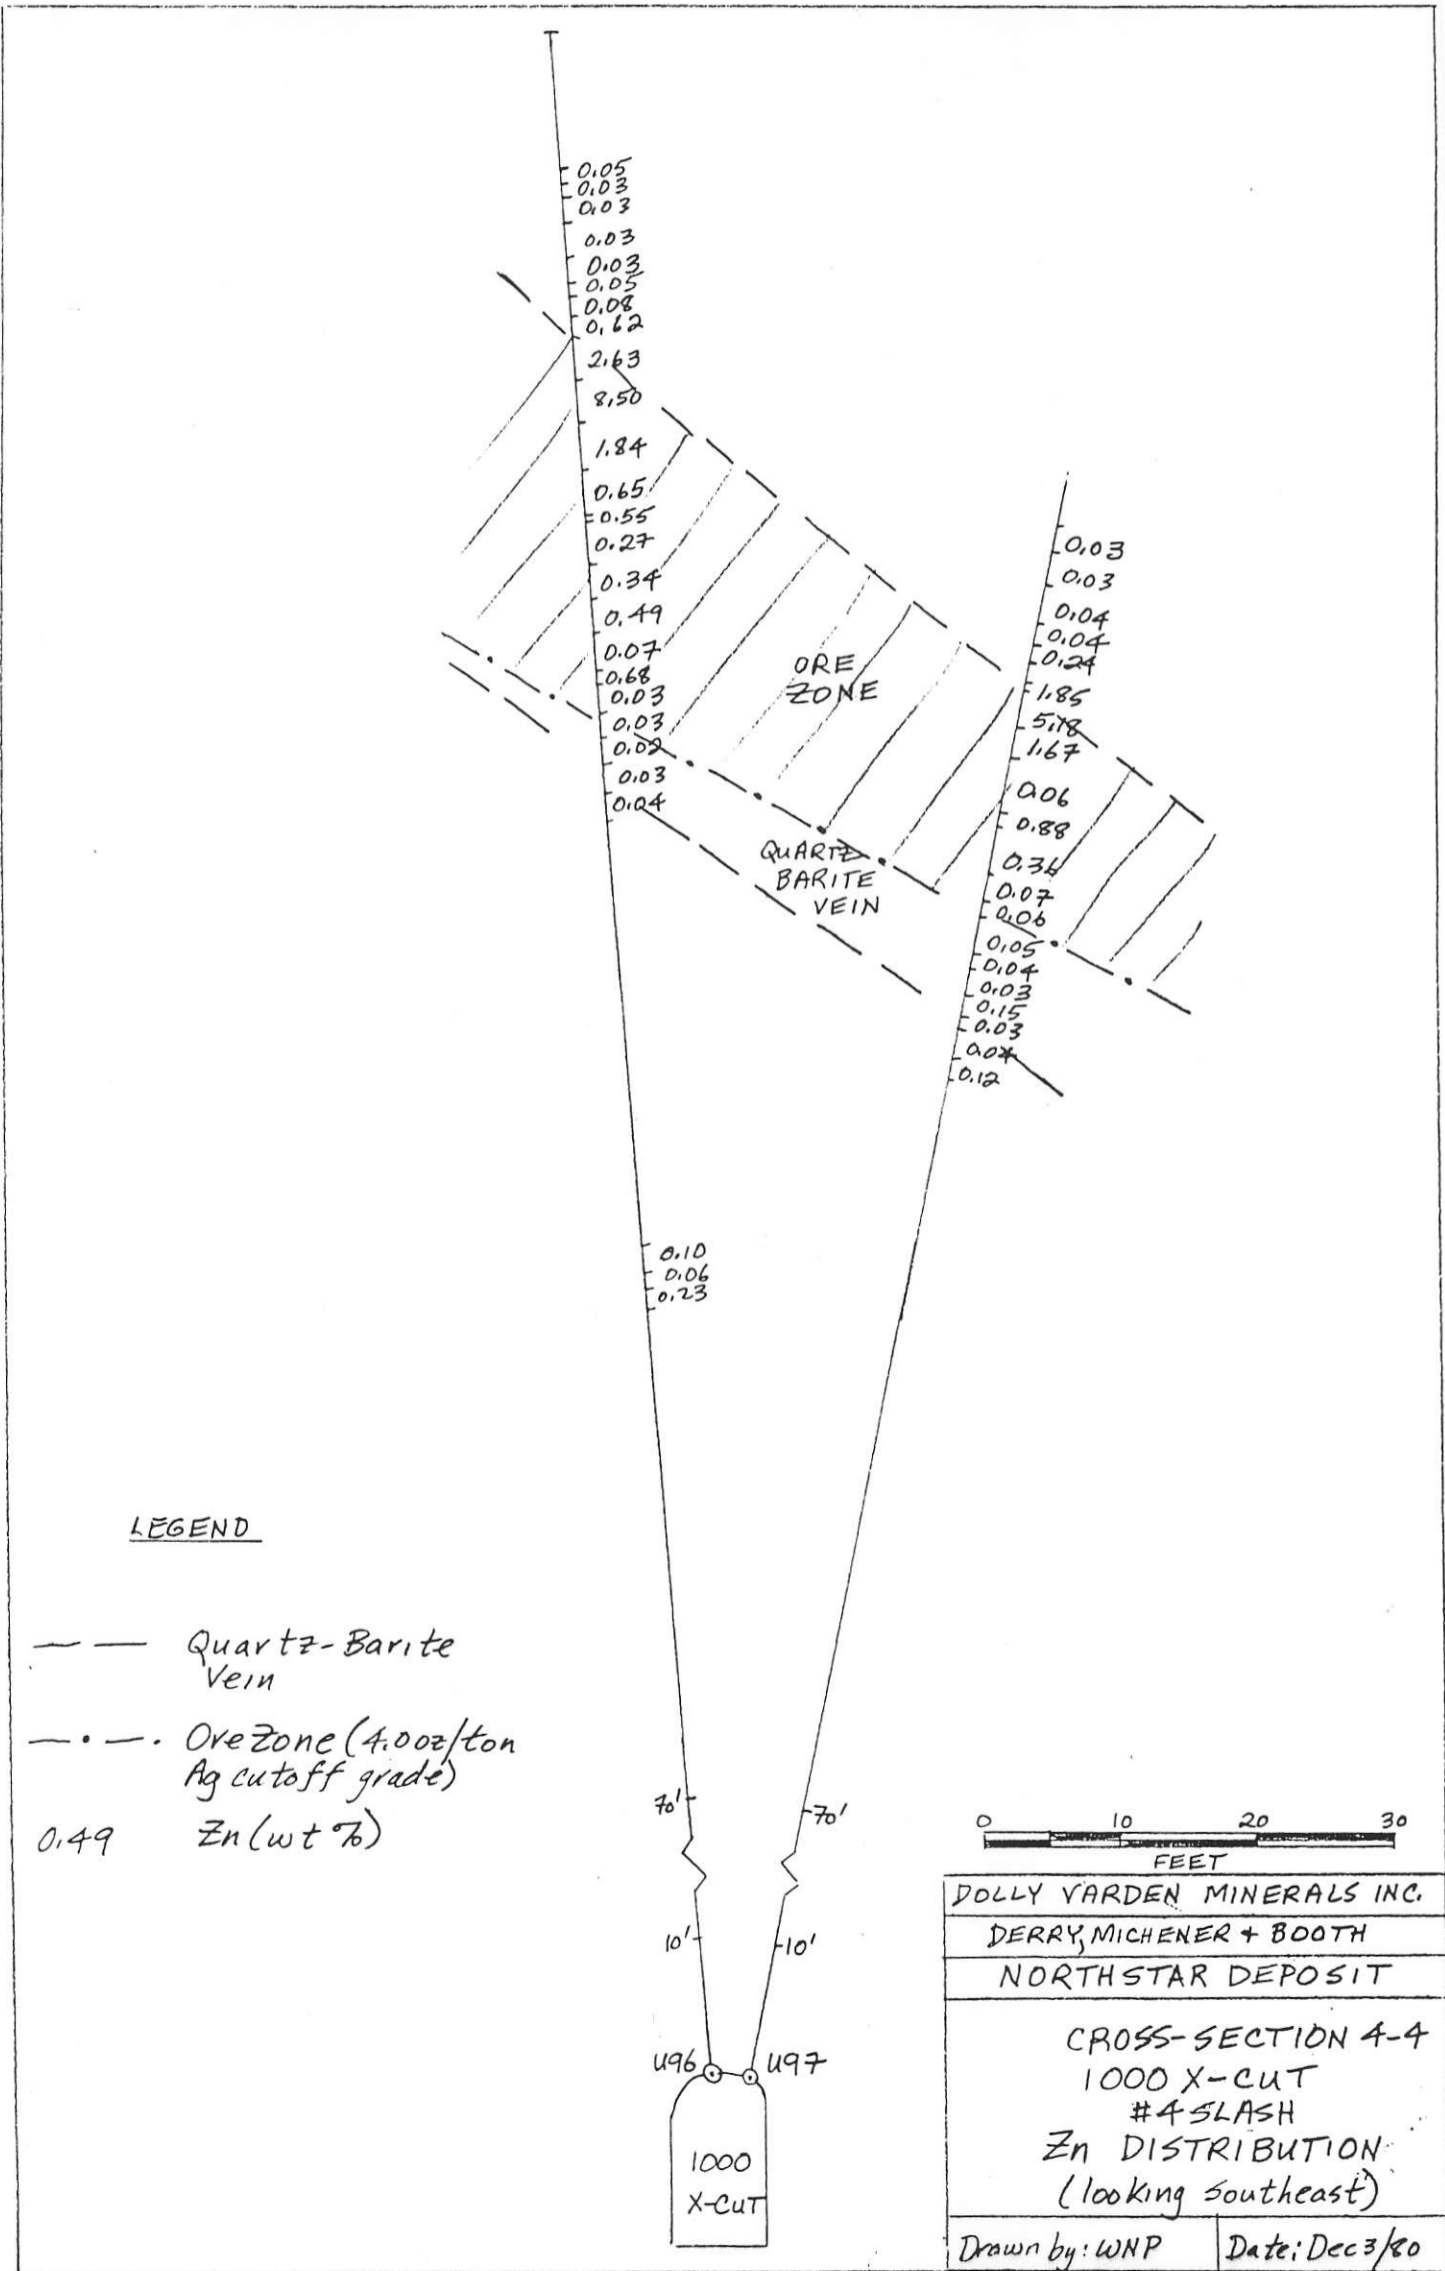 0.05
0.03
0.03
0.03
0.03
0.05
0.08
0.62
2.63
8.50
1.84
0.65
0.55
0.27
0.34
0.49
0.07
0.68
0.03
0.03
0.02
0.03
0.04
0.10
0.06
0.23
0.03
0.03
0.04
0.04
0.24
1.85
5.18
1.67
0.06
0.88
0.07
0.06
0.05
0.04
0.03
0.15
0.03
0.12
ORE
ZONE
QUARTZ
BARITE
VEIN
LEGEND
Quartz-Barite
Vein
Ore Zone (4.0 oz/ton
Ag cutoff grade)
0.49 Zn (wt %)
70'
70'
10'
10'
U96
U97
1000
X-CUT
0 10 20 30
FEET
DOLLY VARDEN MINERALS INC.
DERRY, MICHENER + BOOTH
NORTHSTAR DEPOSIT
CROSS-SECTION 4-4
1000 X-CUT
#4 SLASH
Zn DISTRIBUTION
(looking southeast)
Drawn by: WNP
Date: Dec 3/80